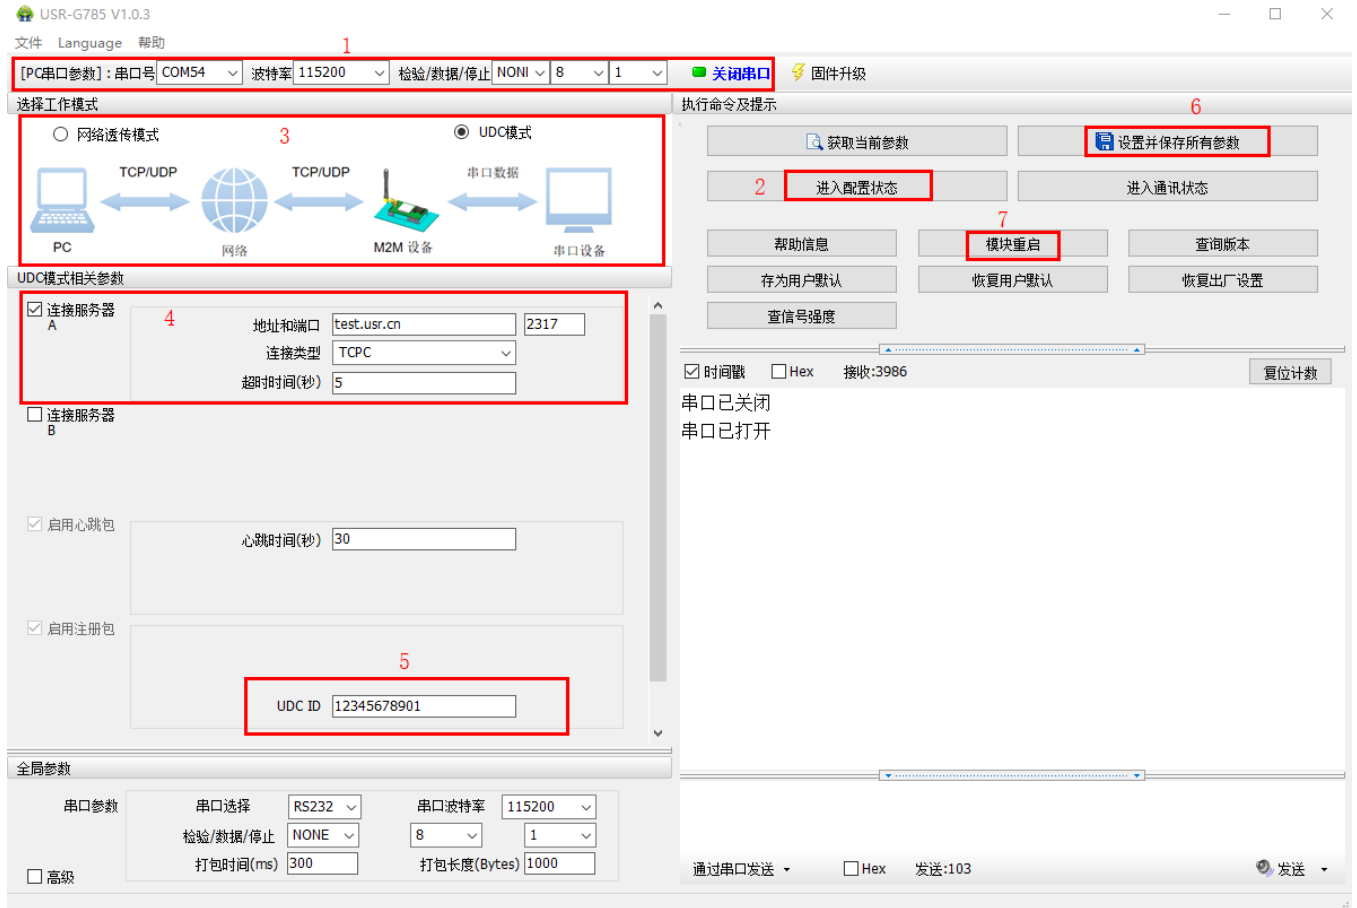 USR-G785 V1.0.3
文件 Language 帮助
1
[PC串口参数]：串口号 COM54 波特率 115200 检验/数据/停止 NONI 8 1 关闭串口 固件升级
选择工作模式
网络透传模式 3 UDC模式
TCP/UDP TCP/UDP 串口数据
PC 网络 M2M 设备 串口设备
UDC模式相关参数
连接服务器
A
4
地址和端口 test.usr.cn 2317
连接类型 TCPC
超时时间(秒) 5
连接服务器
B
启用心跳包
心跳时间(秒) 30
启用注册包
5
UDC ID 12345678901
全局参数
串口参数 串口选择 RS232 串口波特率 115200
检验/数据/停止 NONE 8 1
打包时间(ms) 300 打包长度(Bytes) 1000
高级
执行命令及提示
6
获取当前参数 设置并保存所有参数
2 进入配置状态 进入通讯状态
7
帮助信息 模块重启 查询版本
存为用户默认 恢复用户默认 恢复出厂设置
查信号强度
时间戳 Hex 接收:3986 复位计数
串口已关闭
串口已打开
通过串口发送 Hex 发送:103 发送